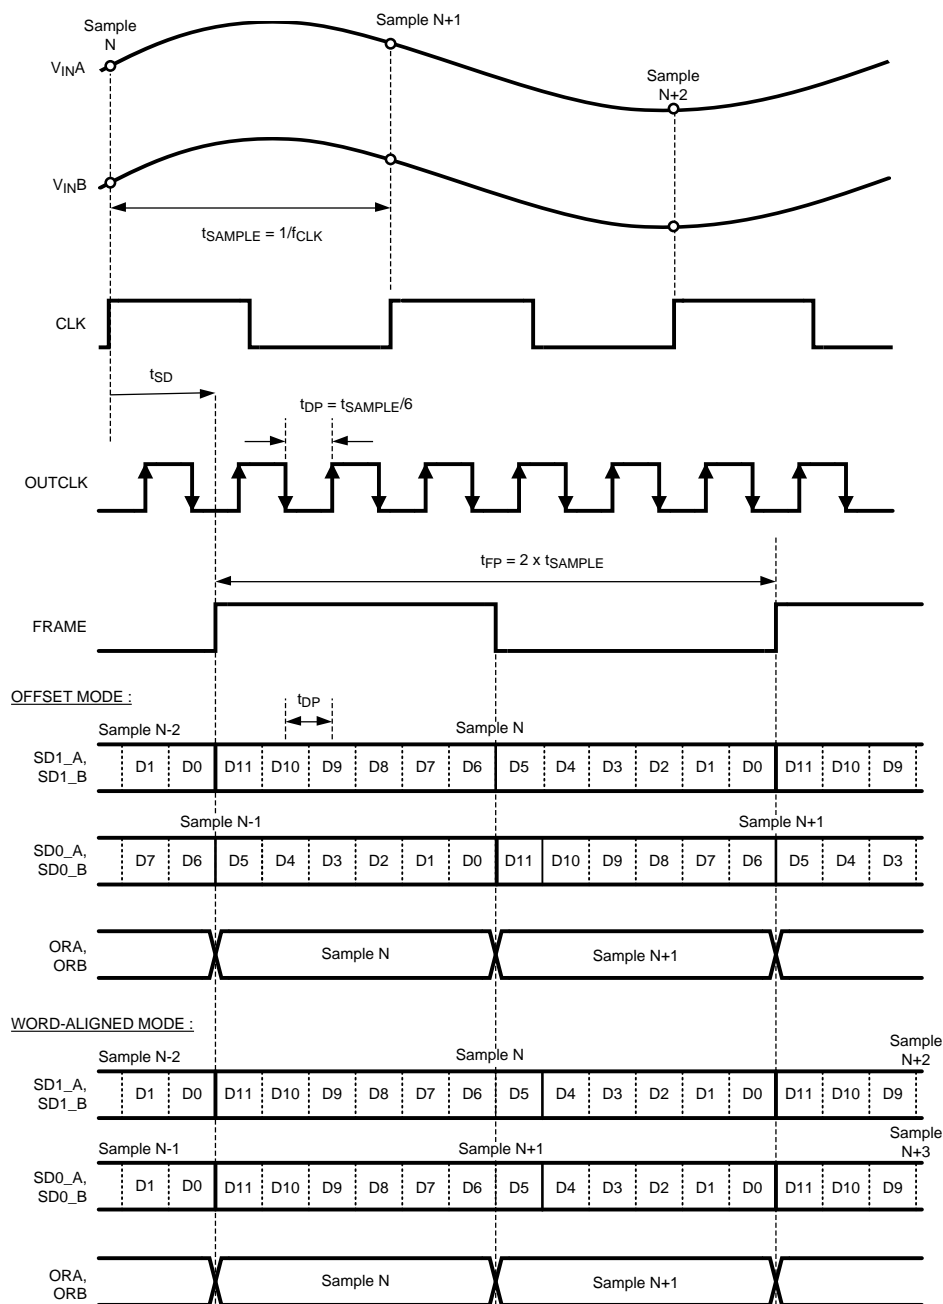 Sample
N
Sample N+1
VINA
Sample
N+2
VINB
tSAMPLE = 1/fCLK
CLK
tSD
tDP = tSAMPLE/6
OUTCLK
tFP = 2 x tSAMPLE
FRAME
OFFSET MODE :
tDP
Sample N-2 Sample N
SD1_A,
SD1_B
D1 D0 D11 D10 D9 D8 D7 D6 D5 D4 D3 D2 D1 D0 D11 D10 D9
Sample N-1 Sample N+1
SD0_A,
SD0_B
D7 D6 D5 D4 D3 D2 D1 D0 D11 D10 D9 D8 D7 D6 D5 D4 D3
ORA,
ORB
Sample N Sample N+1
WORD-ALIGNED MODE :
Sample N-2 Sample N Sample
N+2
SD1_A,
SD1_B
D1 D0 D11 D10 D9 D8 D7 D6 D5 D4 D3 D2 D1 D0 D11 D10 D9
Sample N-1 Sample N+1 Sample
N+3
SD0_A,
SD0_B
D1 D0 D11 D10 D9 D8 D7 D6 D5 D4 D3 D2 D1 D0 D11 D10 D9
ORA,
ORB
Sample N Sample N+1